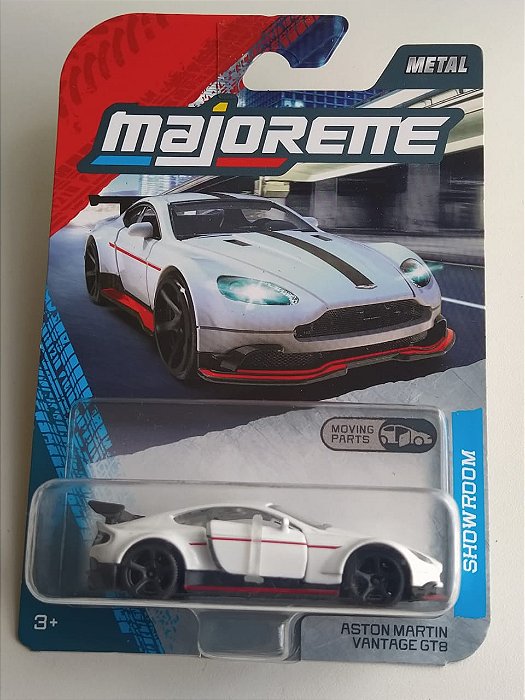 METAL
majorette
MOVING
PARTS
SHOWROOM
3+
ASTON MARTIN
VANTAGE GT8